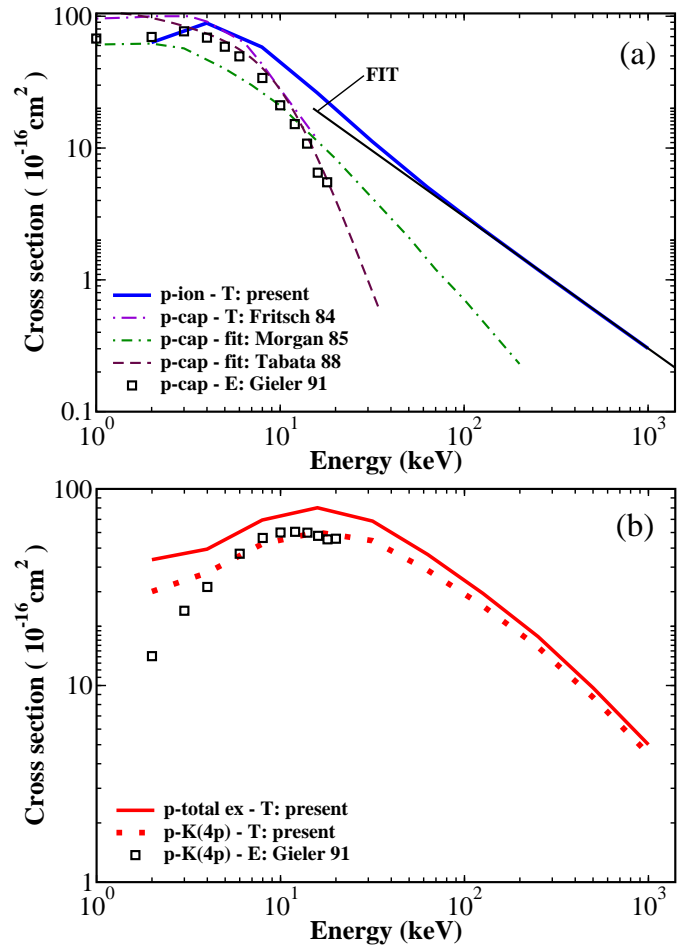 (a)
FIT
Cross section ( 10^-16 cm^2 )
100
10
1
0.1
p-ion - T: present
p-cap - T: Fritsch 84
p-cap - fit: Morgan 85
p-cap - fit: Tabata 88
p-cap - E: Gieler 91
10^0 10^1 10^2 10^3
Energy (keV)
(b)
Cross section ( 10^-16 cm^2 )
100
10
1
p-total ex - T: present
p-K(4p) - T: present
p-K(4p) - E: Gieler 91
10^0 10^1 10^2 10^3
Energy (keV)